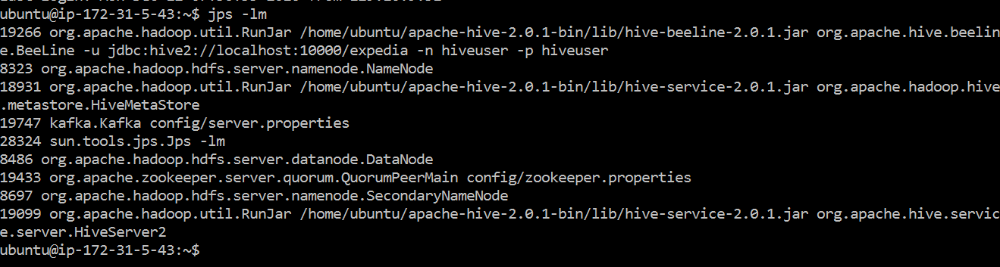 ubuntu@ip-172-31-5-43:~$ jps -lm
19266 org.apache.hadoop.util.RunJar /home/ubuntu/apache-hive-2.0.1-bin/lib/hive-beeline-2.0.1.jar org.apache.hive.beelin
e.BeeLine -u jdbc:hive2://localhost:10000/expedia -n hiveuser -p hiveuser
8323 org.apache.hadoop.hdfs.server.namenode.NameNode
18931 org.apache.hadoop.util.RunJar /home/ubuntu/apache-hive-2.0.1-bin/lib/hive-service-2.0.1.jar org.apache.hadoop.hive
.metastore.HiveMetaStore
19747 kafka.Kafka config/server.properties
28324 sun.tools.jps.Jps -lm
8486 org.apache.hadoop.hdfs.server.datanode.DataNode
19433 org.apache.zookeeper.server.quorum.QuorumPeerMain config/zookeeper.properties
8697 org.apache.hadoop.hdfs.server.namenode.SecondaryNameNode
19099 org.apache.hadoop.util.RunJar /home/ubuntu/apache-hive-2.0.1-bin/lib/hive-service-2.0.1.jar org.apache.hive.servic
e.server.HiveServer2
ubuntu@ip-172-31-5-43:~$